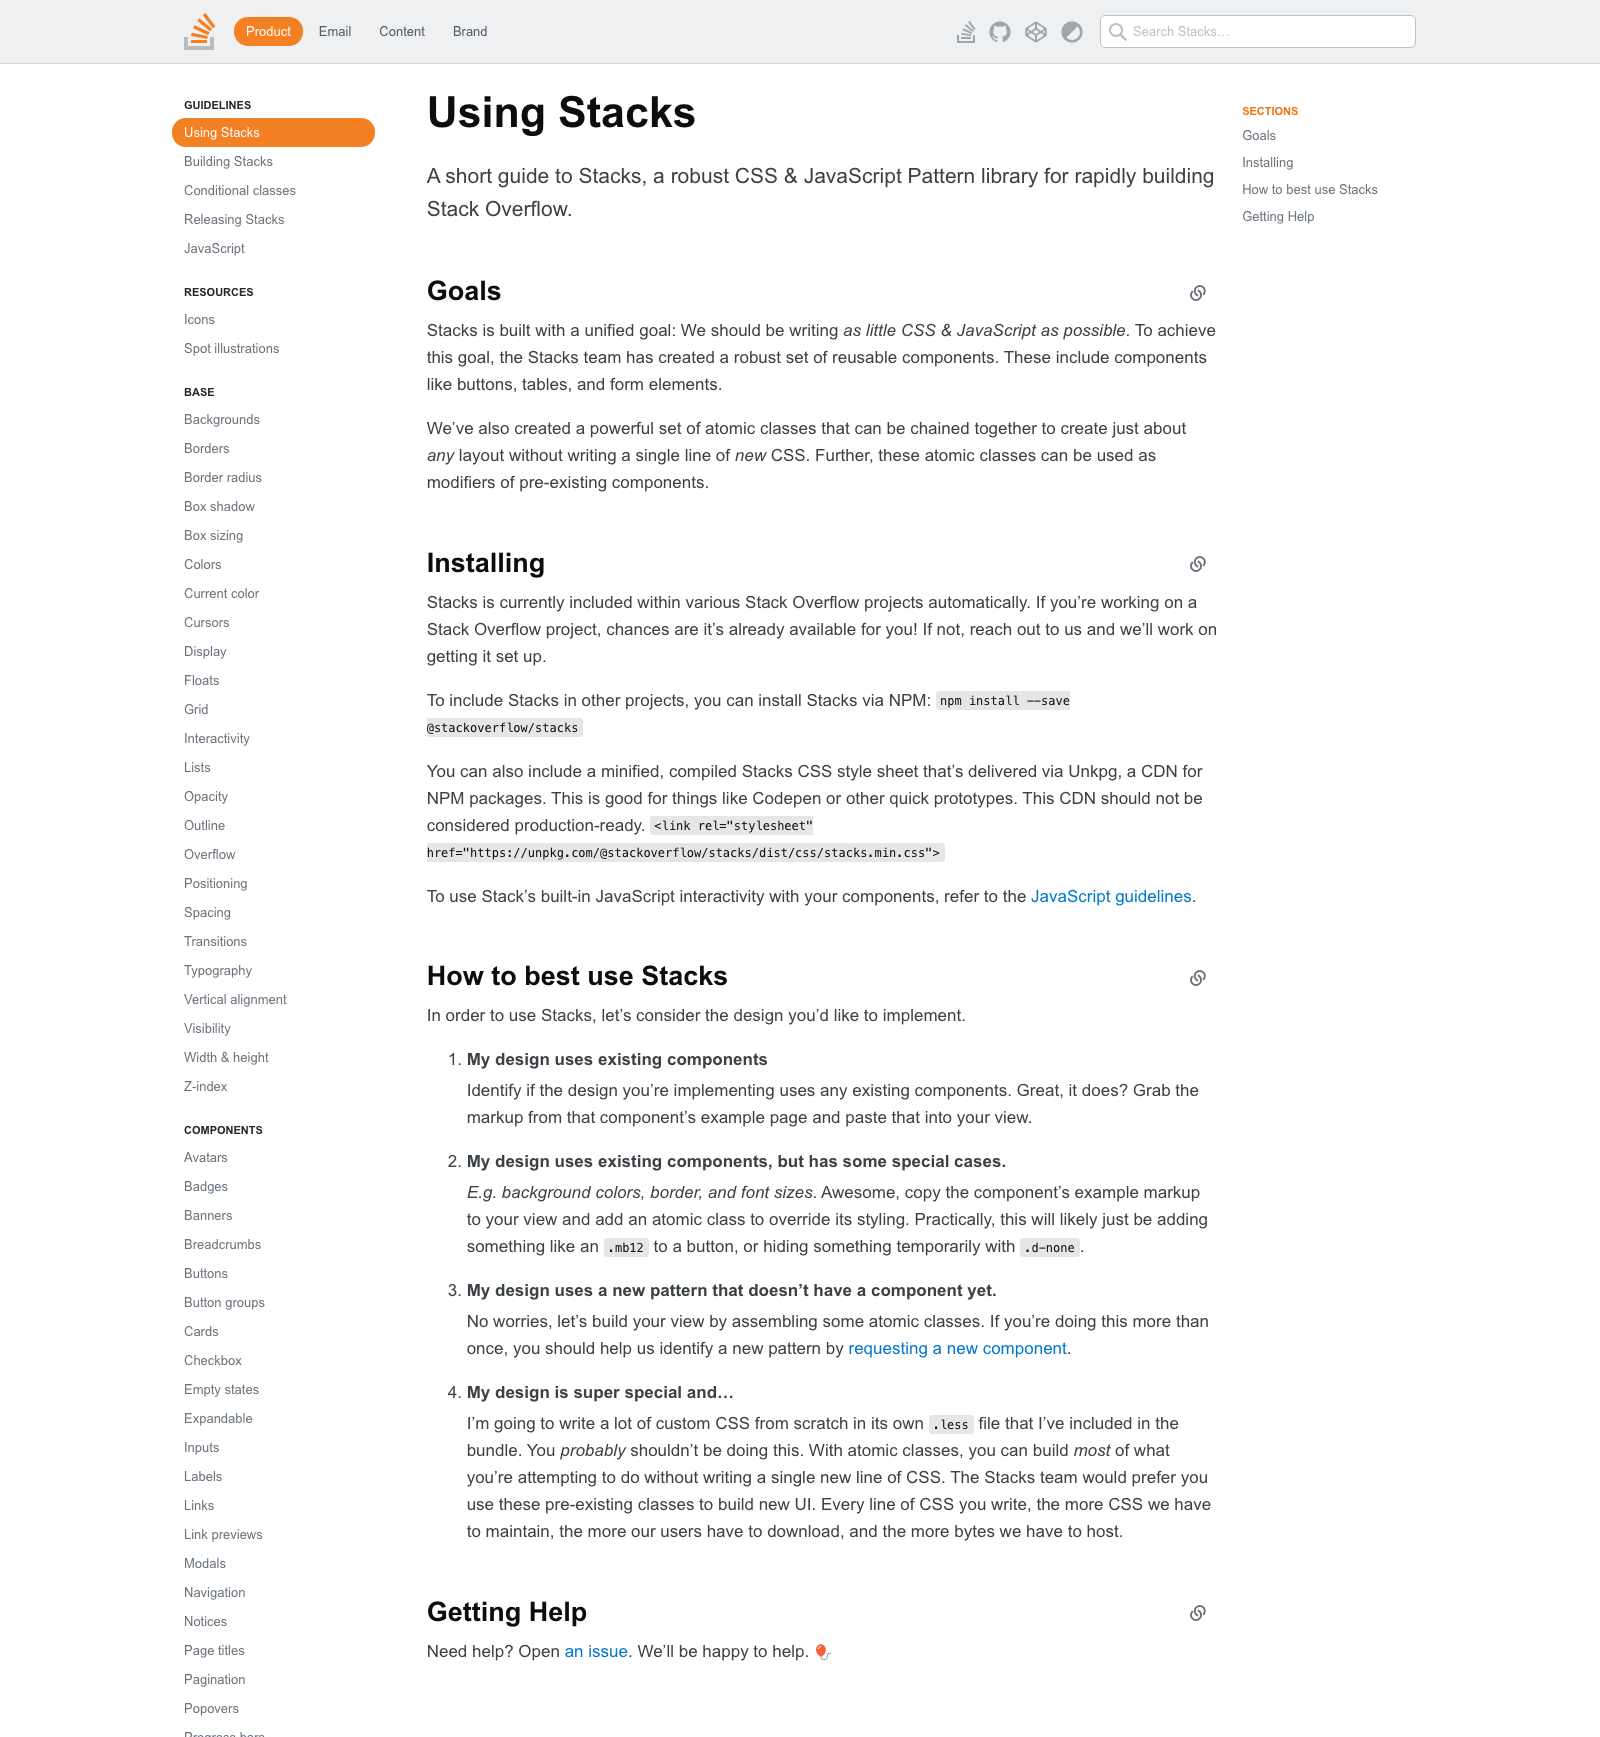 Product
Email
Content
Brand
Search Stacks…
GUIDELINES
Using Stacks
Building Stacks
Conditional classes
Releasing Stacks
JavaScript
RESOURCES
Icons
Spot illustrations
BASE
Backgrounds
Borders
Border radius
Box shadow
Box sizing
Colors
Current color
Cursors
Display
Floats
Grid
Interactivity
Lists
Opacity
Outline
Overflow
Positioning
Spacing
Transitions
Typography
Vertical alignment
Visibility
Width & height
Z-index
COMPONENTS
Avatars
Badges
Banners
Breadcrumbs
Buttons
Button groups
Cards
Checkbox
Empty states
Expandable
Inputs
Labels
Links
Link previews
Modals
Navigation
Notices
Page titles
Pagination
Popovers
Progress bars
Using Stacks
A short guide to Stacks, a robust CSS & JavaScript Pattern library for rapidly building
Stack Overflow.
Goals
Stacks is built with a unified goal: We should be writing as little CSS & JavaScript as possible. To achieve
this goal, the Stacks team has created a robust set of reusable components. These include components
like buttons, tables, and form elements.
We’ve also created a powerful set of atomic classes that can be chained together to create just about
any layout without writing a single line of new CSS. Further, these atomic classes can be used as
modifiers of pre-existing components.
Installing
Stacks is currently included within various Stack Overflow projects automatically. If you’re working on a
Stack Overflow project, chances are it’s already available for you! If not, reach out to us and we’ll work on
getting it set up.
To include Stacks in other projects, you can install Stacks via NPM: npm install --save
@stackoverflow/stacks
You can also include a minified, compiled Stacks CSS style sheet that’s delivered via Unkpg, a CDN for
NPM packages. This is good for things like Codepen or other quick prototypes. This CDN should not be
considered production-ready. <link rel="stylesheet"
href="https://unpkg.com/@stackoverflow/stacks/dist/css/stacks.min.css">
To use Stack’s built-in JavaScript interactivity with your components, refer to the JavaScript guidelines.
How to best use Stacks
In order to use Stacks, let’s consider the design you’d like to implement.
1. My design uses existing components
Identify if the design you’re implementing uses any existing components. Great, it does? Grab the
markup from that component’s example page and paste that into your view.
2. My design uses existing components, but has some special cases.
E.g. background colors, border, and font sizes. Awesome, copy the component’s example markup
to your view and add an atomic class to override its styling. Practically, this will likely just be adding
something like an .mb12 to a button, or hiding something temporarily with .d-none.
3. My design uses a new pattern that doesn’t have a component yet.
No worries, let’s build your view by assembling some atomic classes. If you’re doing this more than
once, you should help us identify a new pattern by requesting a new component.
4. My design is super special and…
I’m going to write a lot of custom CSS from scratch in its own .less file that I’ve included in the
bundle. You probably shouldn’t be doing this. With atomic classes, you can build most of what
you’re attempting to do without writing a single new line of CSS. The Stacks team would prefer you
use these pre-existing classes to build new UI. Every line of CSS you write, the more CSS we have
to maintain, the more our users have to download, and the more bytes we have to host.
Getting Help
Need help? Open an issue. We’ll be happy to help. 🎈
SECTIONS
Goals
Installing
How to best use Stacks
Getting Help